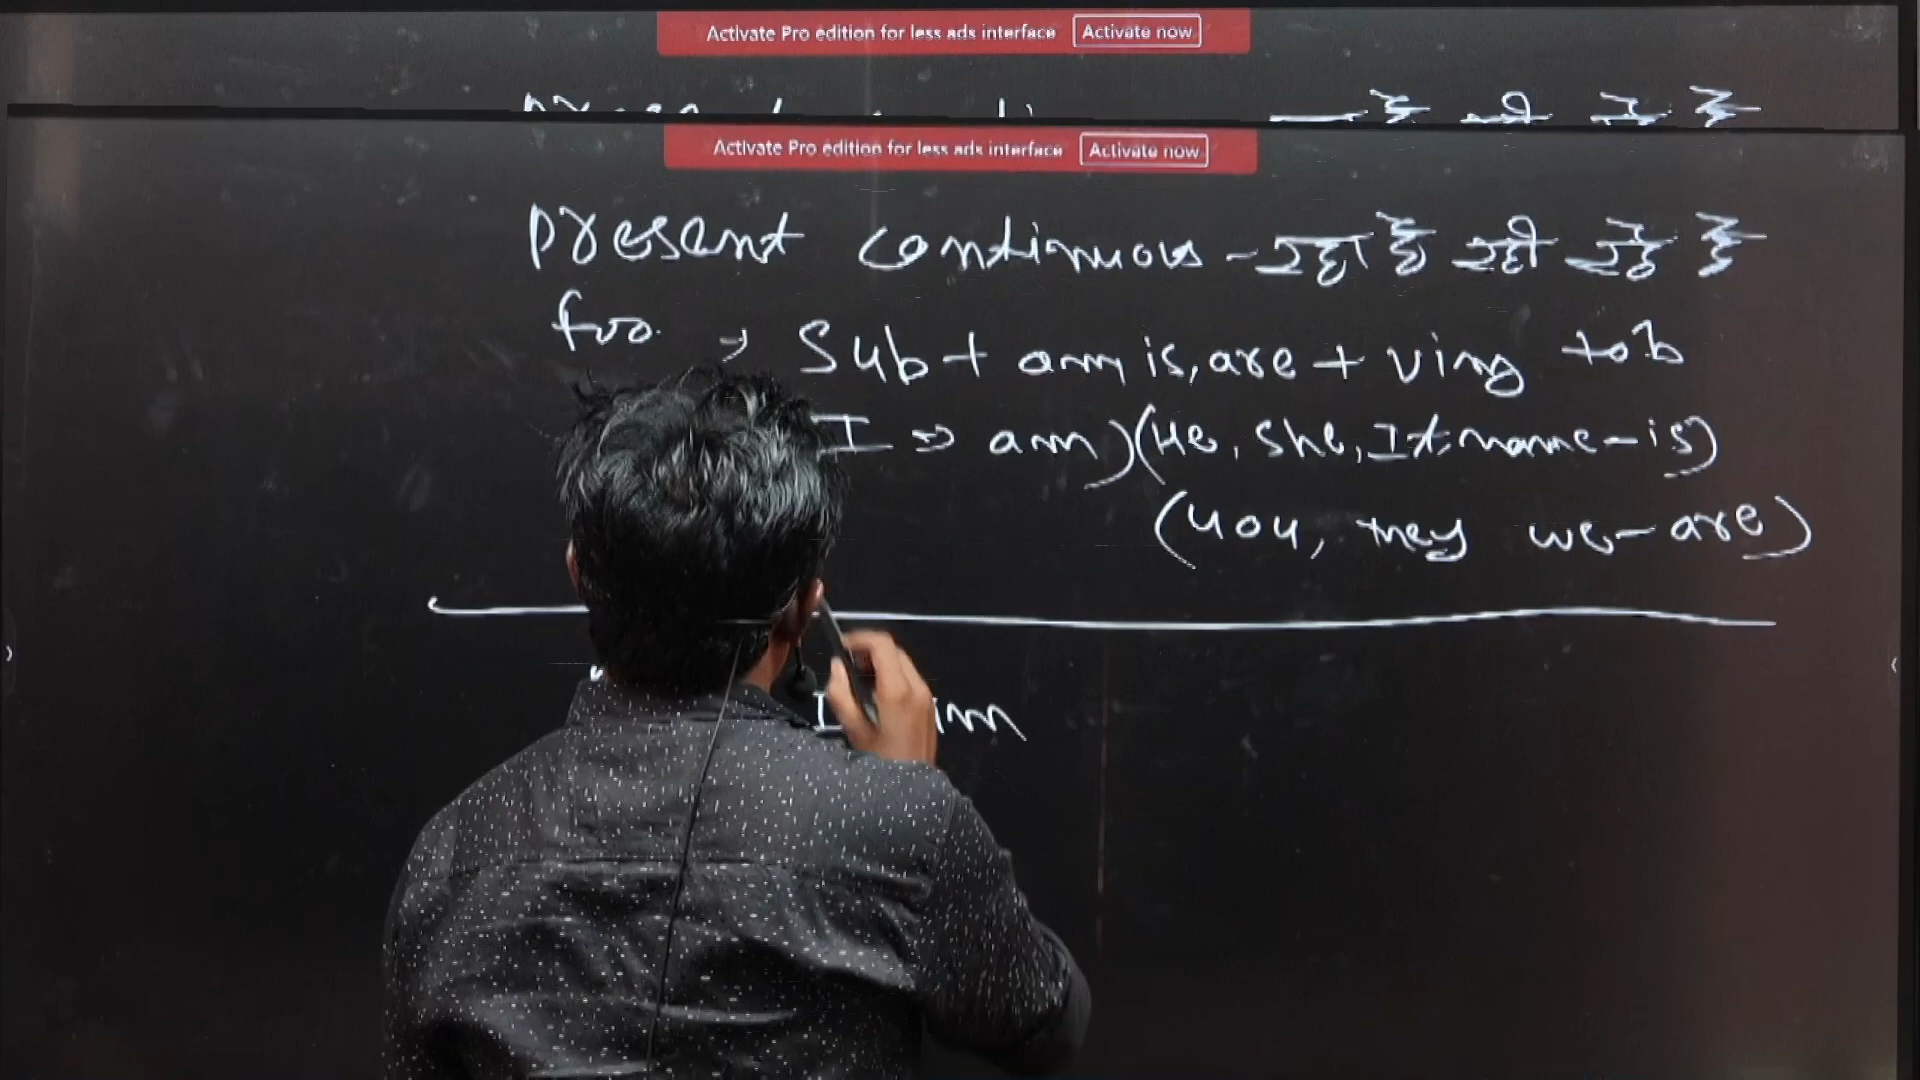 Activate Pro edition for less ads interface Activate now
Activate Pro edition for less ads interface Activate now
Present continuous - रहा है रही रहे हैं
Sub + am is, are + ving + ob
I => am) (He, she, It, name - is)
(you, they we - are)
I am